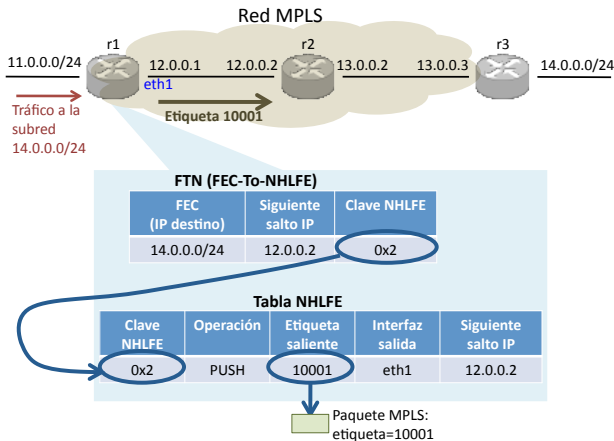 Red MPLS
r1
r2
r3
11.0.0.0/24
12.0.0.1
12.0.0.2
13.0.0.2
13.0.0.3
14.0.0.0/24
eth1
Etiqueta 10001
Tráfico a la
subred
14.0.0.0/24
FTN (FEC-To-NHLFE)
FEC
(IP destino)
Siguiente
salto IP
Clave NHLFE
14.0.0.0/24
12.0.0.2
0x2
Tabla NHLFE
Clave
NHLFE
Operación
Etiqueta
saliente
Interfaz
salida
Siguiente
salto IP
0x2
PUSH
10001
eth1
12.0.0.2
Paquete MPLS:
etiqueta=10001